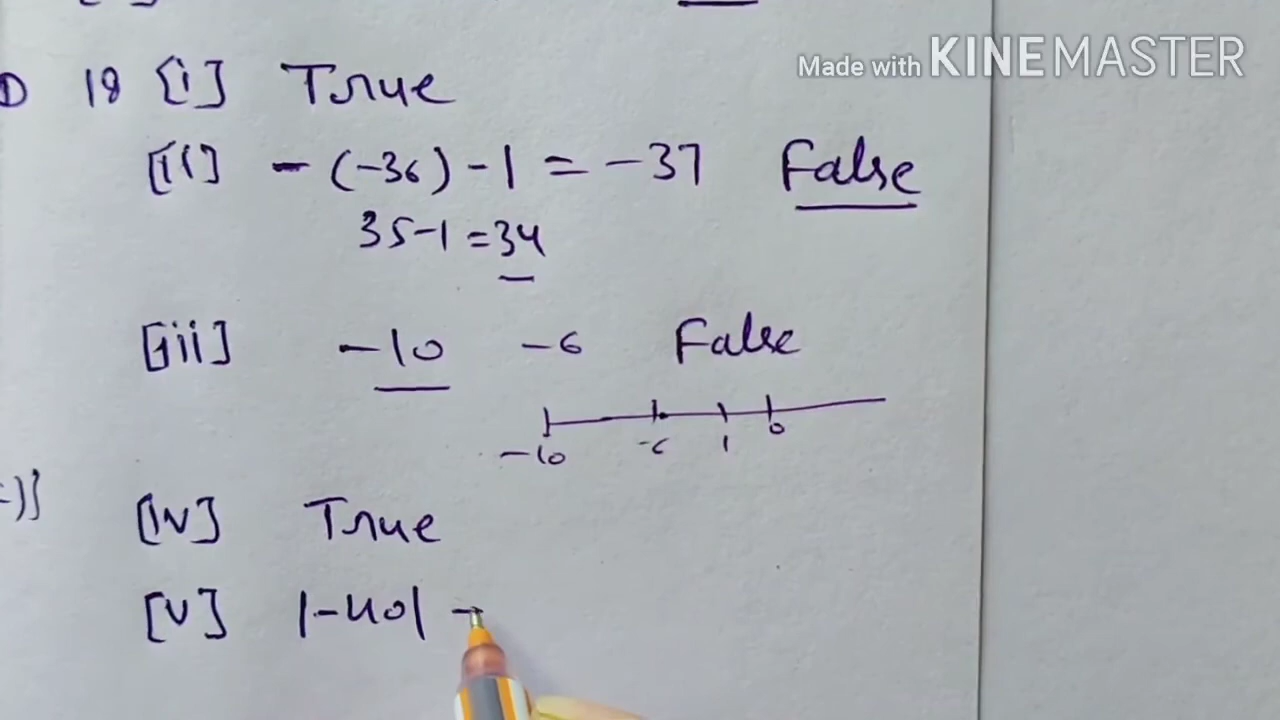 Made with KINEMASTER
D 18 [i] True
[ii] - (-36) - 1 = -37 False
35-1 = 34
[iii] -10 -6 False
-10 -6 1 0
-)]
[iv] True
[v] |-40| -